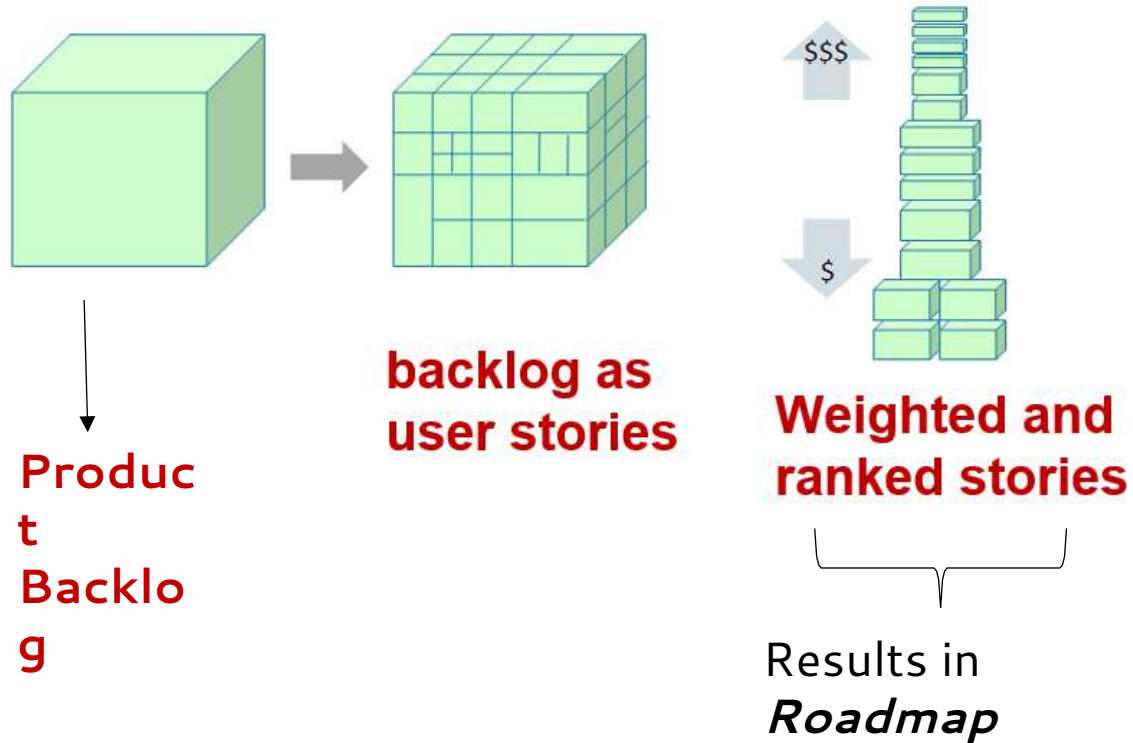 $$$
$
Produc
t
Backlo
g
backlog as
user stories
Weighted and
ranked stories
Results in
Roadmap